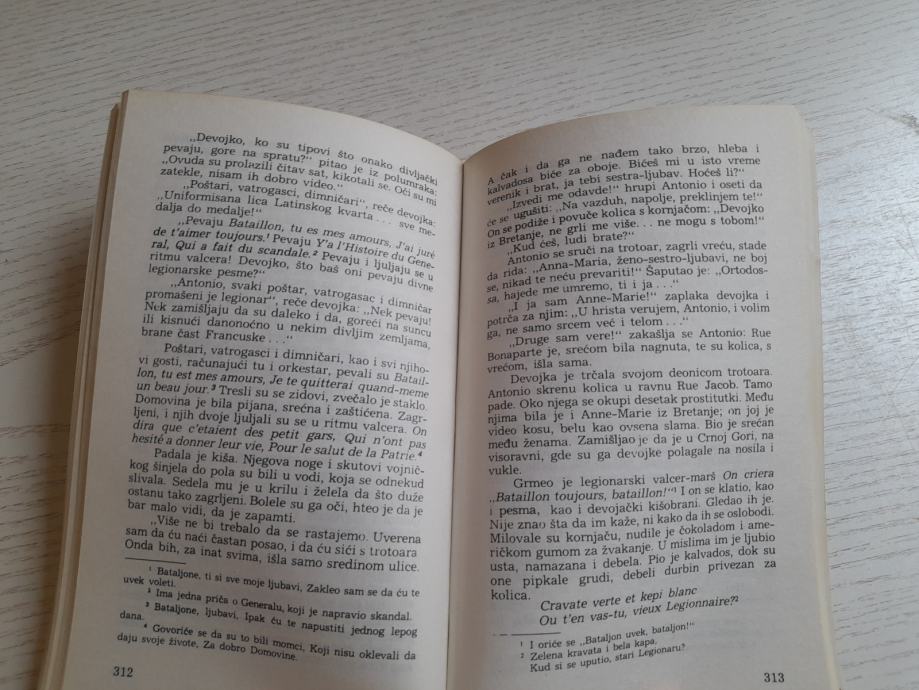 „Devojko, ko su tipovi što onako divljački
pevaju, gore na spratu?“ pitao je iz polumraka:
„Ovuda su prolazili čitav sat, kikotali se. Oči su mi
zatekle, nisam ih dobro video.“
„Poštari, vatrogasci, dimničari“, reče devojka:
„Uniformisana lica Latinskog kvarta . . . sve me-
dalja do medalje!“
„Pevaju Bataillon, tu es mes amours, J'ai juré
de t'aimer toujours.¹ Pevaju Y'a l'Histoire du Gene-
ral, Qui a fait du scandale.² Pevaju i ljuljaju se u
ritmu valcera! Devojko, što baš oni pevaju divne
legionarske pesme?“
„Antonio, svaki poštar, vatrogasac i dimničar
promašeni je legionar“, reče devojka: „Nek pevaju!
Nek zamišljaju da su daleko i da, goreći na suncu
ili kisnući danonoćno u nekim divljim zemljama,
brane čast Francuske . . .“
Poštari, vatrogasci i dimničari, kao i svi njiho-
vi gosti, računajući tu i orkestar, pevali su Batail-
lon, tu est mes amours, Je te quitterai quand-meme
un beau jour.³ Tresli su se zidovi, zvečalo je staklo.
Domovina je bila pijana, srećna i zaštićena. Zagr-
ljeni, i njih dvoje ljuljali su se u ritmu valcera. On
dira que c'etaient des petit gars, Qui n'ont pas
hesité a donner leur vie, Pour le salut de la Patrie.⁴
Padala je kiša. Njegova noge i skutovi vojnič-
kog šinjela do pola su bili u vodi, koja se odnekud
slivala. Sedela mu je u krilu i želela da što duže
ostanu tako zagrljeni. Bolele su ga oči, hteo je da je
bar malo vidi, da je zapamti.
„Više ne bi trebalo da se rastajemo. Uverena
sam da ću naći častan posao, i da ću sići s trotoara
Onda bih, za inat svima, išla samo sredinom ulice.
¹ Bataljone, ti si sve moje ljubavi, Zakleo sam se da ću te
uvek voleti.
² Ima jedna priča o Generalu, koji je napravio skandal.
³ Bataljone, ljubavi, Ipak ću te napustiti jednog lepog
dana.
⁴ Govoriće se da su to bili momci, Koji nisu oklevali da
daju svoje živote, Za dobro Domovine.
312
A čak i da ga ne nađem tako brzo, hleba i
kalvadosa biće za oboje. Bićeš mi u isto vreme
verenik i brat, ja tebi sestra-ljubav. Hoćeš li?“
„Izvedi me odavde!“ hrupi Antonio i oseti da
će se ugušiti: „Na vazduh, napolje, preklinjem te!“
On se podiže i povuče kolica s kornjačom: „Devojko
iz Bretanje, ne grli me više . . . ne mogu s tobom!“
„Kud ćeš, ludi brate?“
Antonio se sruči na trotoar, zagrli vreću, stade
da rida: „Anna-Maria, ženo-sestro-ljubavi, ne boj
se, nikad te neću prevariti!“ Šaputao je: „Ortodos-
sa, hajede me umremo, ti i ja . . .“
„I ja sam Anne-Marie!“ zaplaka devojka i
potrča za njim: „U hrista verujem, Antonio, i volim
ga, ne samo srcem već i telom . . .“
„Druge sam vere!“ zakašlja se Antonio: Rue
Bonaparte je, srećom bila nagnuta, te su kolica, s
vrećom, išla sama.
Devojka je trčala svojom deonicom trotoara.
Antonio skrenu kolica u ravnu Rue Jacob. Tamo
pade. Oko njega se okupi desetak prostitutki. Među
njima bila je i Anne-Marie iz Bretanje; on joj je
video kosu, belu kao ovsena slama. Bio je srećan
među ženama. Zamišljao je da je u Crnoj Gori, na
visoravni, gde su ga devojke polagale na nosila i
vukle.
Grmeo je legionarski valcer-marš On criera
„Bataillon toujours, bataillon!“¹ I on se klatio, kao
i pesma, kao i devojački kišobrani. Gledao ih je.
Nije znao šta da im kaže, ni kako da ih se oslobodi.
Milovale su kornjaču, nudile je čokoladom i ame-
ričkom gumom za žvakanje. U mislima im je ljubio
usta, namazana i debela. Pio je kalvados, dok su
one pipkale grudi, debeli durbin privezan za
kolica.
Cravate verte et kepi blanc
Ou t'en vas-tu, vieux Legionnaire?²
¹ I oriće se „Bataljon uvek, bataljon!“
² Zelena kravata i bela kapa,
Kud si se uputio, stari Legionaru?
313